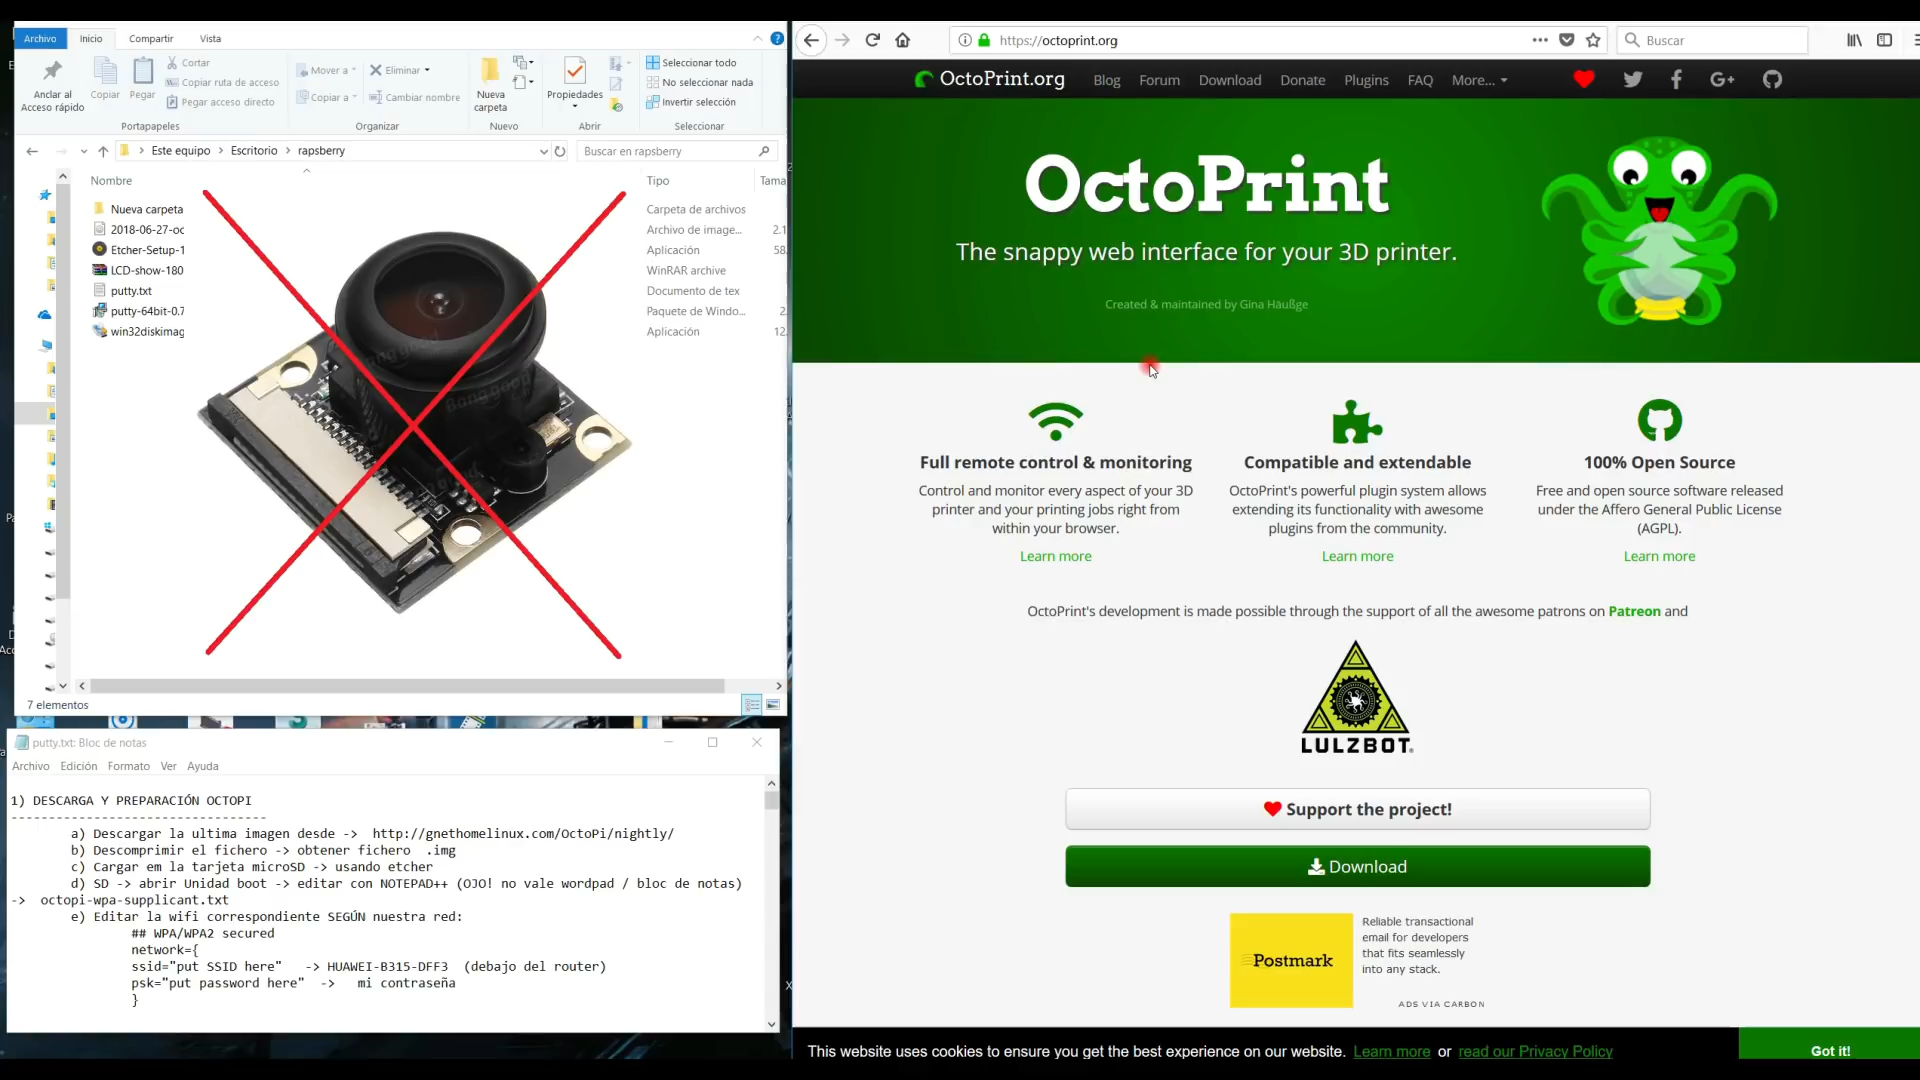 Archivo
Inicio
Compartir
Vista
Anclar al
Acceso rápido
Copiar
Pegar
Cortar
Copiar ruta de acceso
Pegar acceso directo
Portapapeles
Mover a
Copiar a
Eliminar
Cambiar nombre
Organizar
Nueva
carpeta
Nuevo
Propiedades
Abrir
Seleccionar todo
No seleccionar nada
Invertir selección
Seleccionar
Este equipo > Escritorio > rapsberry
Buscar en rapsberry
Nombre
Tipo
Tama
Nueva carpeta
Carpeta de archivos
2018-06-27-oc
Archivo de image...
2.1
Etcher-Setup-1
Aplicación
58.
LCD-show-180
WinRAR archive
putty.txt
Documento de tex
putty-64bit-0.7
Paquete de Windo...
2.
win32diskimag
Aplicación
12.
7 elementos
putty.txt: Bloc de notas
Archivo Edición Formato Ver Ayuda
1) DESCARGA Y PREPARACIÓN OCTOPI
---------------------------------
a) Descargar la ultima imagen desde -> http://gnethomelinux.com/OctoPi/nightly/
b) Descomprimir el fichero -> obtener fichero .img
c) Cargar em la tarjeta microSD -> usando etcher
d) SD -> abrir Unidad boot -> editar con NOTEPAD++ (OJO! no vale wordpad / bloc de notas)
-> octopi-wpa-supplicant.txt
e) Editar la wifi correspondiente SEGÚN nuestra red:
## WPA/WPA2 secured
network={
ssid="put SSID here" -> HUAWEI-B315-DFF3 (debajo del router)
psk="put password here" -> mi contraseña
}
https://octoprint.org
Buscar
OctoPrint.org
Blog
Forum
Download
Donate
Plugins
FAQ
More...
OctoPrint
The snappy web interface for your 3D printer.
Created & maintained by Gina Häußge
Full remote control & monitoring
Control and monitor every aspect of your 3D
printer and your printing jobs right from
within your browser.
Learn more
Compatible and extendable
OctoPrint's powerful plugin system allows
extending its functionality with awesome
plugins from the community.
Learn more
100% Open Source
Free and open source software released
under the Affero General Public License
(AGPL).
Learn more
OctoPrint's development is made possible through the support of all the awesome patrons on Patreon and
LULZBOT
Support the project!
Download
Postmark
Reliable transactional
email for developers
that fits seamlessly
into any stack.
ADS VIA CARBON
This website uses cookies to ensure you get the best experience on our website. Learn more or read our Privacy Policy
Got it!